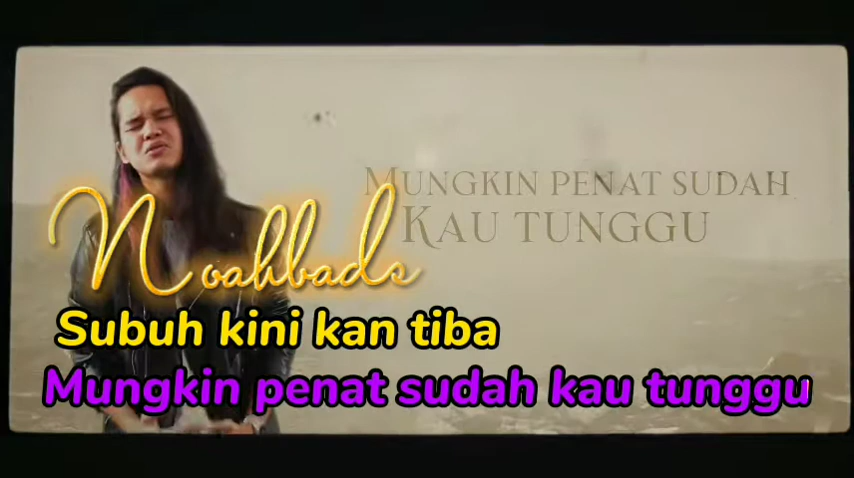 Mungkin penat sudah
Kau tunggu
Noahbads
Subuh kini kan tiba
Mungkin penat sudah kau tunggu